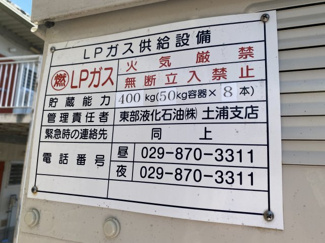 LPガス供給設備
燃 LPガス 火気厳禁
無断立入禁止
貯蔵能力 400kg(50kg容器×8本)
管理責任者 東部液化石油㈱ 土浦支店
緊急時の連絡先 同上
電話番号 昼 029-870-3311
夜 029-870-3311